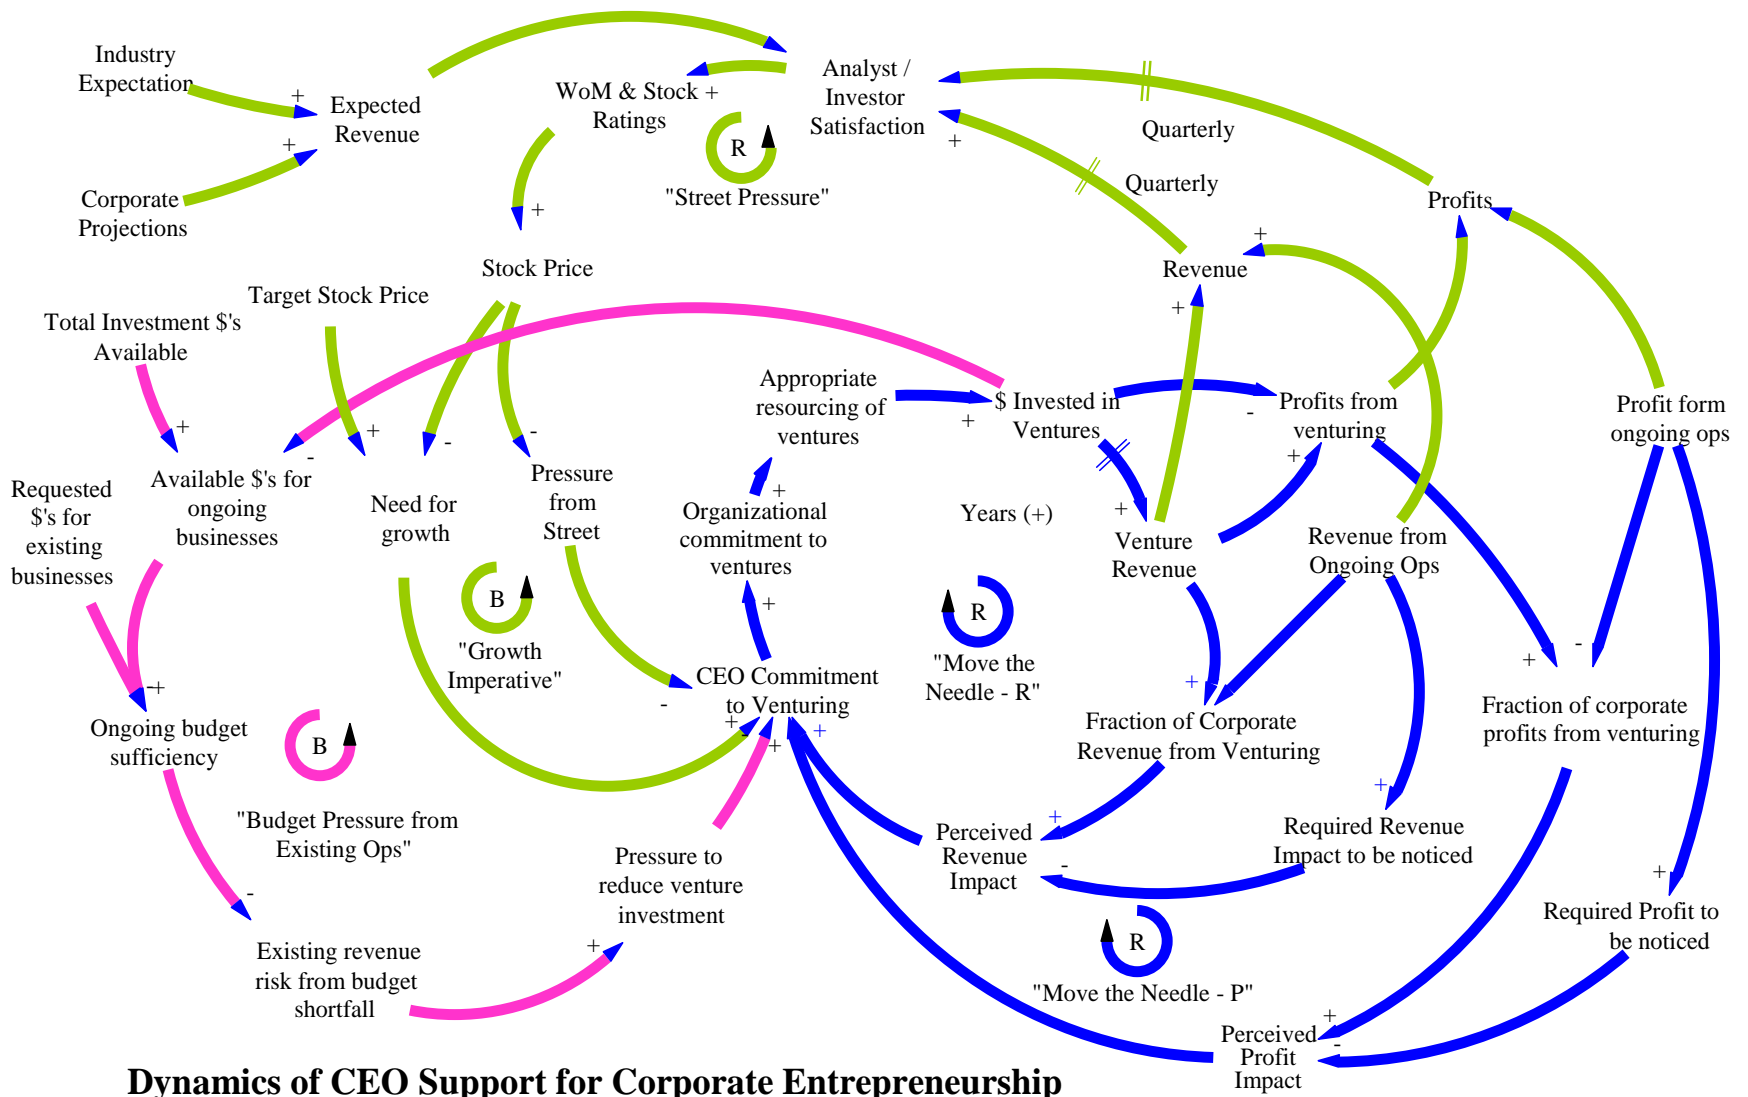 Industry
Expectation
+
Expected
Revenue
+
Corporate
Projections
WoM & Stock +
Ratings
R
"Street Pressure"
Analyst /
Investor
Satisfaction
+
Quarterly
Quarterly
Profits
+
Stock Price
+
Revenue
+
Target Stock Price
Total Investment $'s
Available
+
+
-
-
-
Appropriate
resourcing of
ventures
+
$ Invested in
Ventures
-
Profits from
venturing
+
Profit form
ongoing ops
Requested
$'s for
existing
businesses
Available $'s for
ongoing
businesses
Need for
growth
Pressure
from
Street
+
Organizational
commitment to
ventures
Years (+)
+
Venture
Revenue
Revenue from
Ongoing Ops
B
"Growth
Imperative"
+
R
"Move the
Needle - R"
-+
Ongoing budget
sufficiency
B
"Budget Pressure from
Existing Ops"
-
CEO Commitment
to Venturing
+
-
+
+
+
Fraction of Corporate
Revenue from Venturing
+
-
Fraction of corporate
profits from venturing
-
Existing revenue
risk from budget
shortfall
+
Pressure to
reduce venture
investment
+
-
Perceived
Revenue
Impact
+
Required Revenue
Impact to be noticed
+
Required Profit to
be noticed
R
"Move the Needle - P"
+
-
Perceived
Profit
Impact
Dynamics of CEO Support for Corporate Entrepreneurship